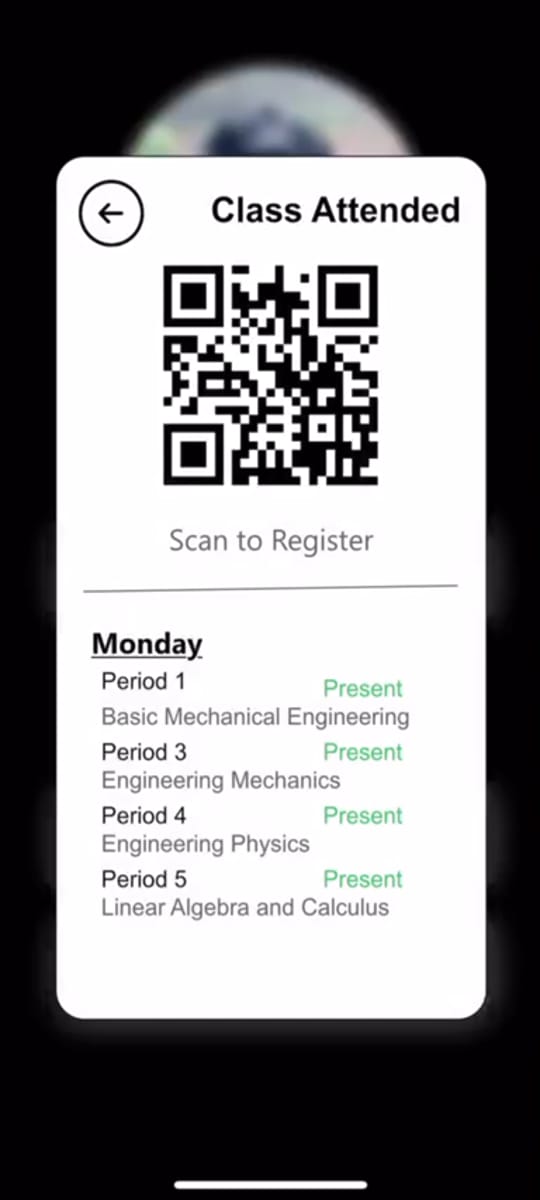 Class Attended
Scan to Register
Monday
Period 1
Present
Basic Mechanical Engineering
Period 3 Present
Engineering Mechanics
Period 4 Present
Engineering Physics
Period 5 Present
Linear Algebra and Calculus